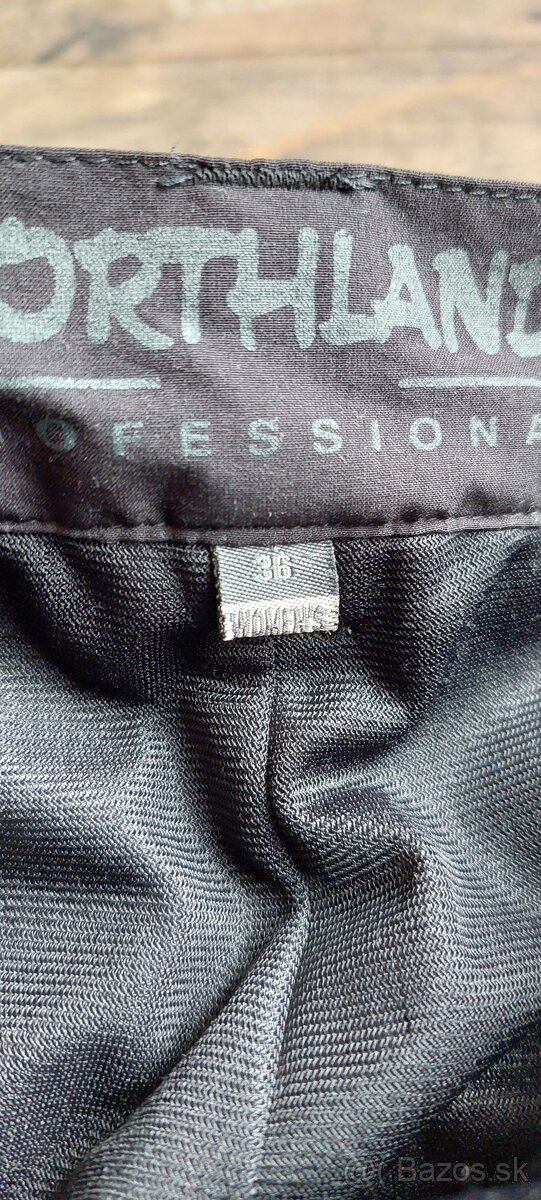 ORTHLAND
ROFESSIONA
36
WOMEN'S
Bazos.sk